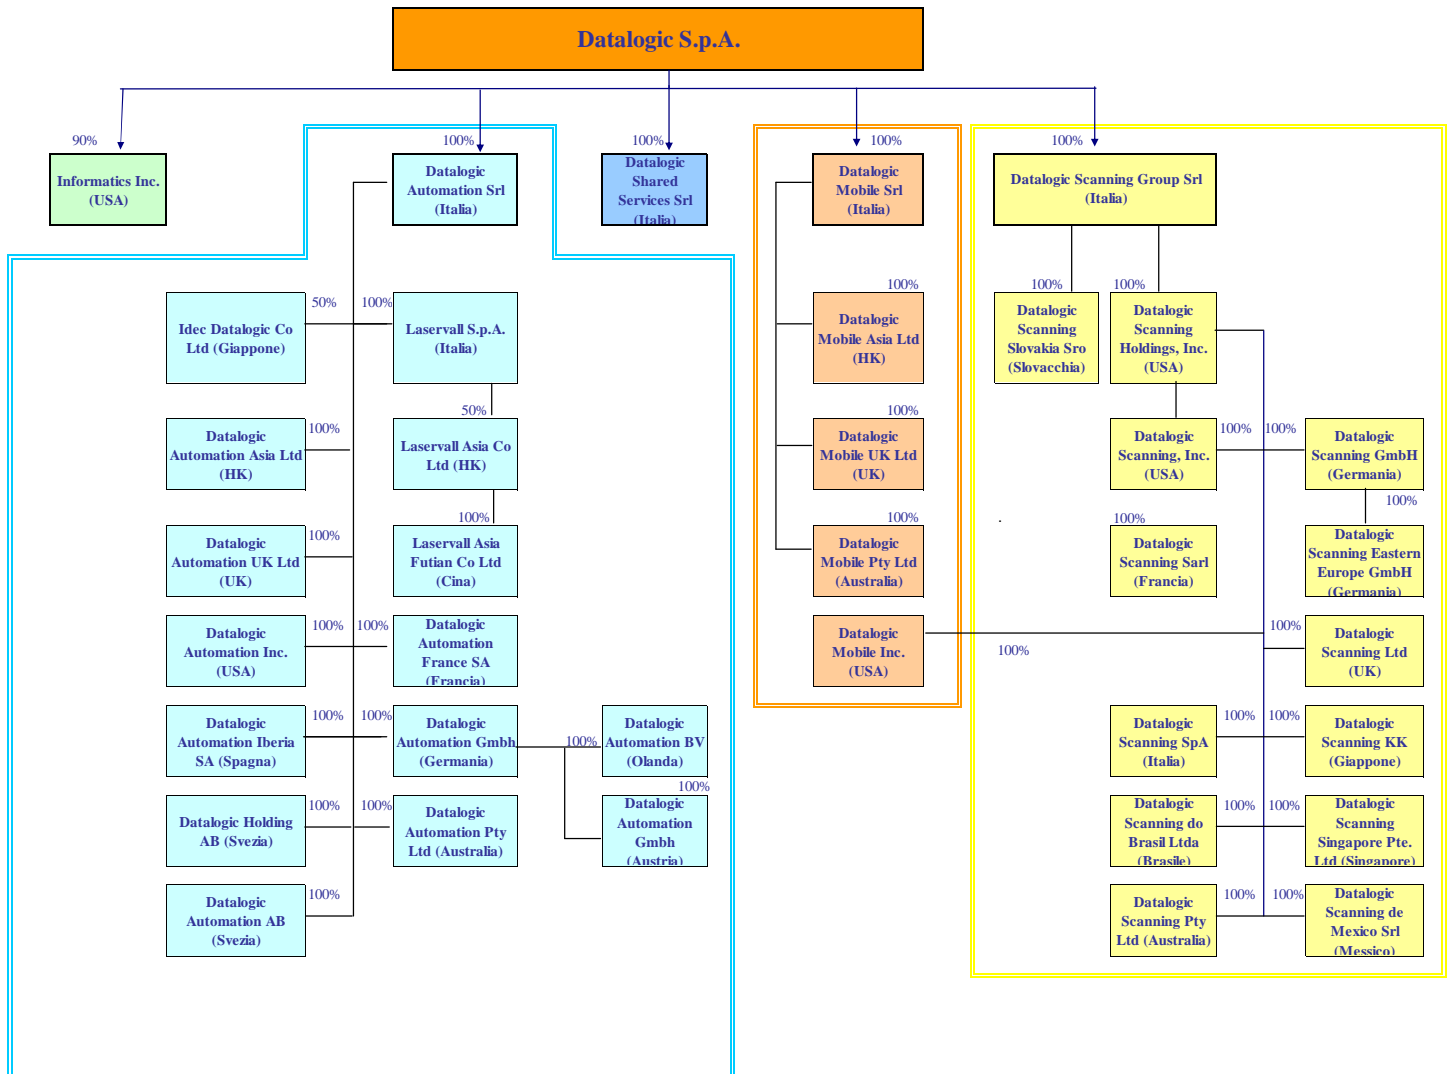 Datalogic S.p.A.
90%
100%
100%
100%
100%
Informatics Inc.
(USA)
Datalogic
Automation Srl
(Italia)
Datalogic
Shared
Services Srl
(Italia)
Datalogic
Mobile Srl
(Italia)
Datalogic Scanning Group Srl
(Italia)
50%
100%
100%
100%
100%
Idec Datalogic Co
Ltd (Giappone)
Laservall S.p.A.
(Italia)
Datalogic
Mobile Asia Ltd
(HK)
Datalogic
Scanning
Slovakia Sro
(Slovacchia)
Datalogic
Scanning
Holdings, Inc.
(USA)
50%
100%
100%
100%
100%
Datalogic
Automation Asia Ltd
(HK)
Laservall Asia Co
Ltd (HK)
Datalogic
Mobile UK Ltd
(UK)
Datalogic
Scanning, Inc.
(USA)
Datalogic
Scanning GmbH
(Germania)
100%
100%
100%
100%
.
100%
Datalogic
Automation UK Ltd
(UK)
Laservall Asia
Futian Co Ltd
(Cina)
Datalogic
Mobile Pty Ltd
(Australia)
Datalogic
Scanning Sarl
(Francia)
Datalogic
Scanning Eastern
Europe GmbH
(Germania)
100%
100%
100%
100%
Datalogic
Automation Inc.
(USA)
Datalogic
Automation
France SA
(Francia)
Datalogic
Mobile Inc.
(USA)
Datalogic
Scanning Ltd
(UK)
100%
100%
100%
100%
100%
Datalogic
Automation Iberia
SA (Spagna)
Datalogic
Automation Gmbh
(Germania)
Datalogic
Automation BV
(Olanda)
Datalogic
Scanning SpA
(Italia)
Datalogic
Scanning KK
(Giappone)
100%
100%
100%
100%
100%
Datalogic Holding
AB (Svezia)
Datalogic
Automation Pty
Ltd (Australia)
Datalogic
Automation
Gmbh
(Austria)
Datalogic
Scanning do
Brasil Ltda
(Brasile)
Datalogic
Scanning
Singapore Pte.
Ltd (Singapore)
100%
100%
100%
Datalogic
Automation AB
(Svezia)
Datalogic
Scanning Pty
Ltd (Australia)
Datalogic
Scanning de
Mexico Srl
(Messico)